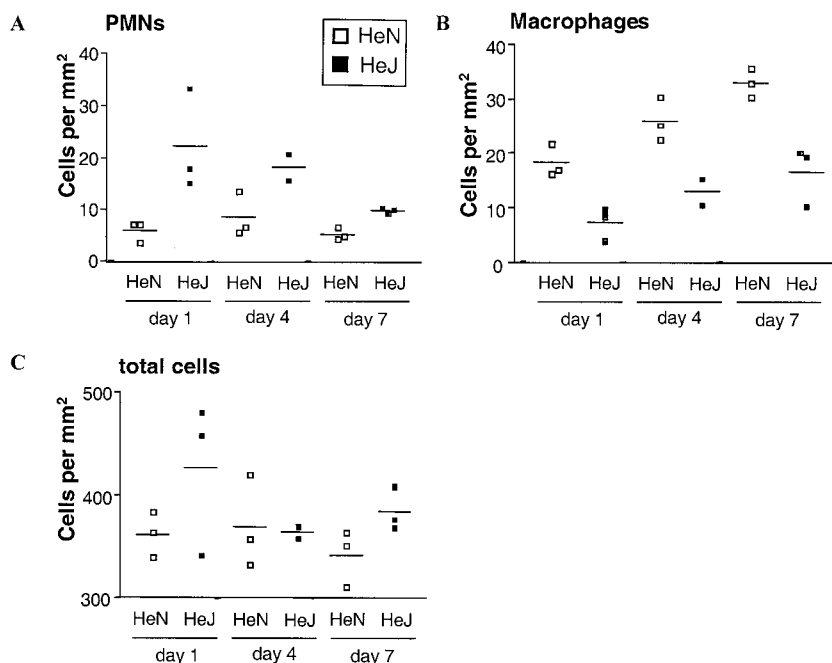 A PMNs
HeN
HeJ
Cells per mm²
40
30
20
10
0
HeN HeJ HeN HeJ HeN HeJ
day 1 day 4 day 7
B Macrophages
Cells per mm²
40
30
20
10
0
HeN HeJ HeN HeJ HeN HeJ
day 1 day 4 day 7
C total cells
Cells per mm²
500
400
300
HeN HeJ HeN HeJ HeN HeJ
day 1 day 4 day 7